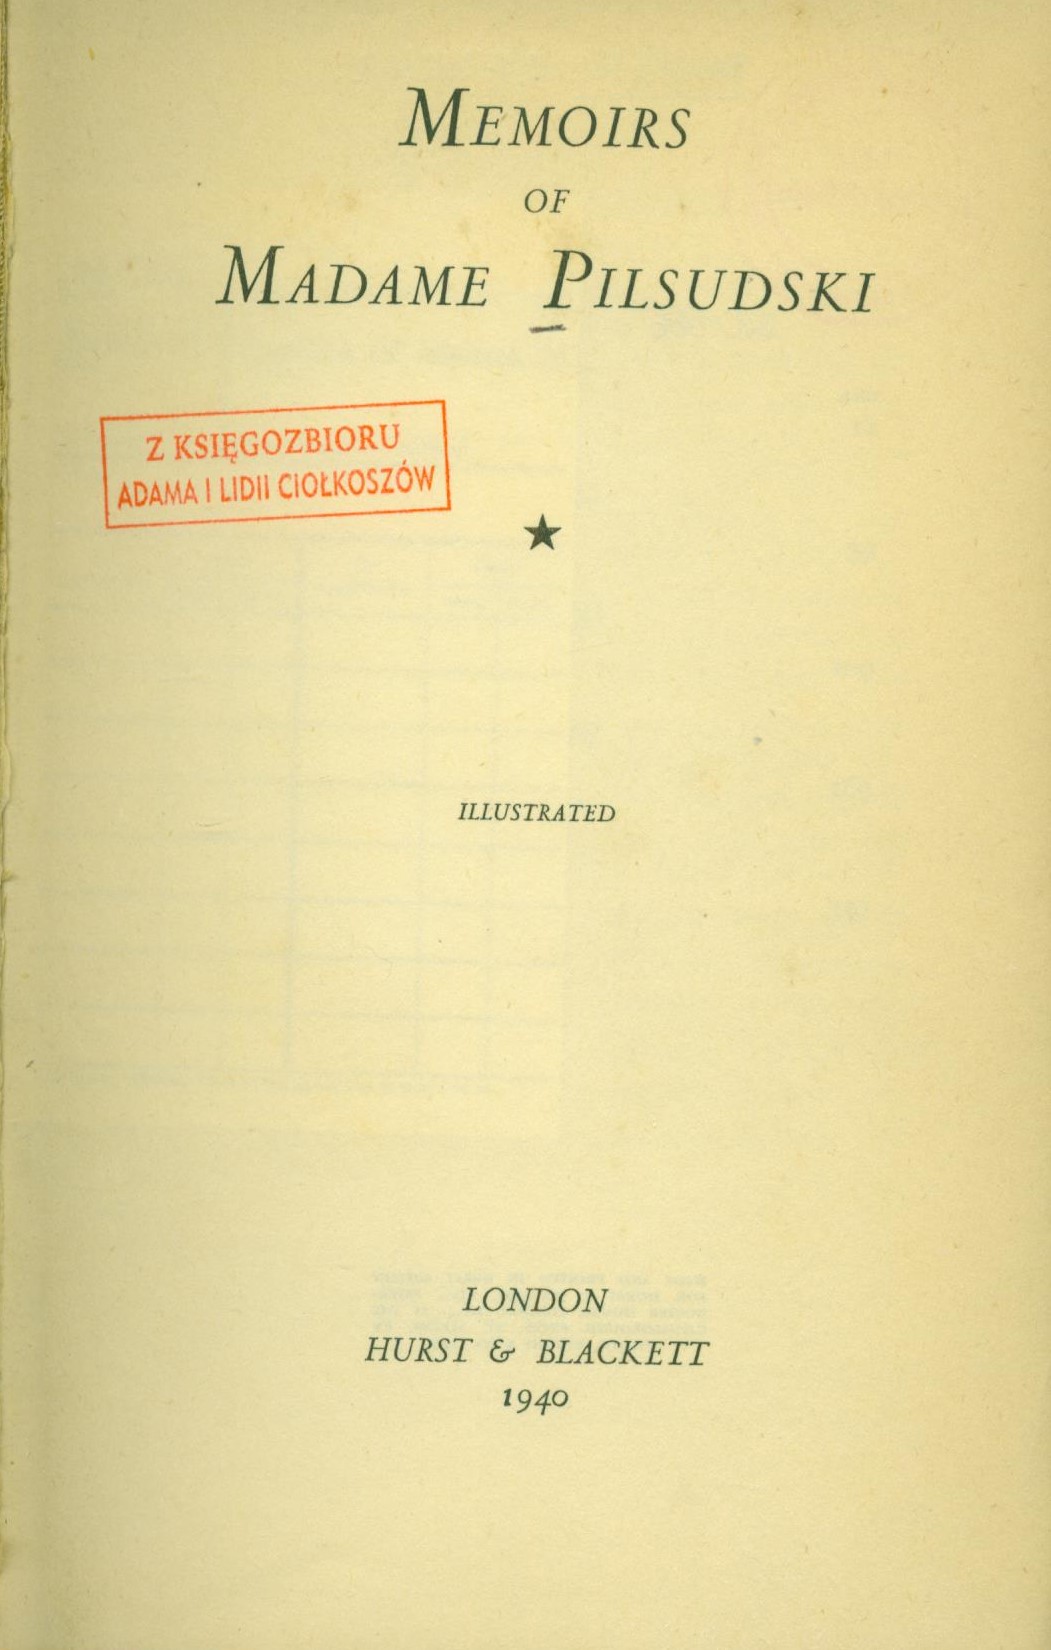 MEMOIRS
OF
MADAME PILSUDSKI
Z KSIĘGOZBIORU
ADAMA I LIDII CIOŁKOSZÓW
ILLUSTRATED
LONDON
HURST & BLACKETT
1940